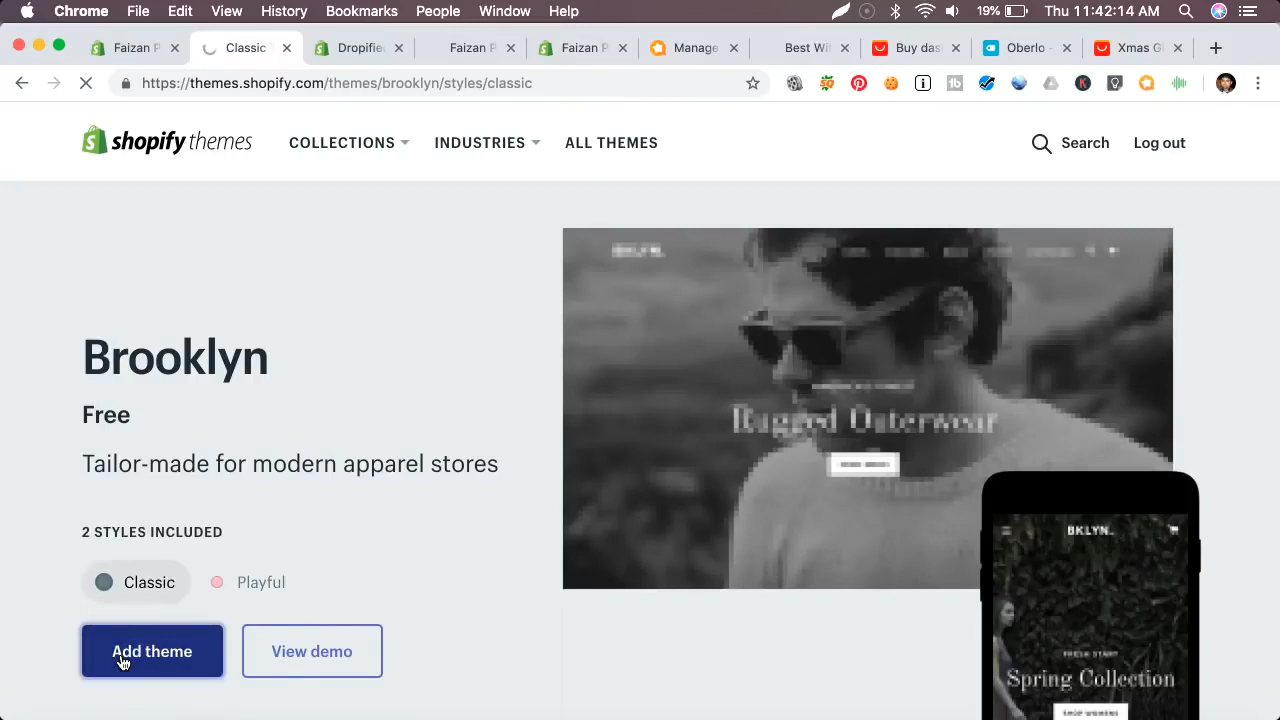 Chrome File Edit View History Bookmarks People Window Help 19% Thu 11:42:14 AM
Faizan P Classic Dropifie Faizan P Faizan P Manage Best Wi Buy das Oberlo - Xmas Gi
https://themes.shopify.com/themes/brooklyn/styles/classic
shopify themes COLLECTIONS INDUSTRIES ALL THEMES Search Log out
Brooklyn
Free
Tailor-made for modern apparel stores
2 STYLES INCLUDED
Classic Playful
Add theme View demo
Rugged Outerwear
BKLYN.
FRESH START
Spring Collection
SHOP WOMENS